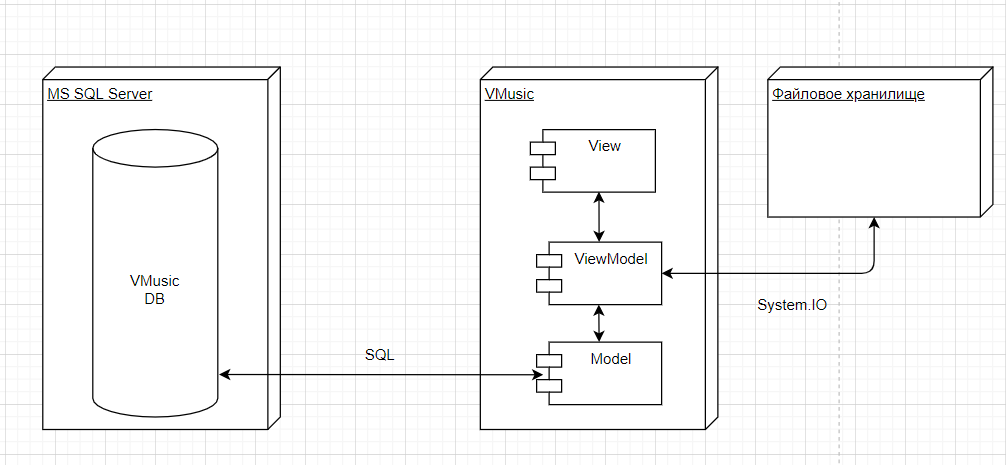 MS SQL Server
VMusic
DB
SQL
VMusic
View
ViewModel
Model
Файловое хранилище
System.IO